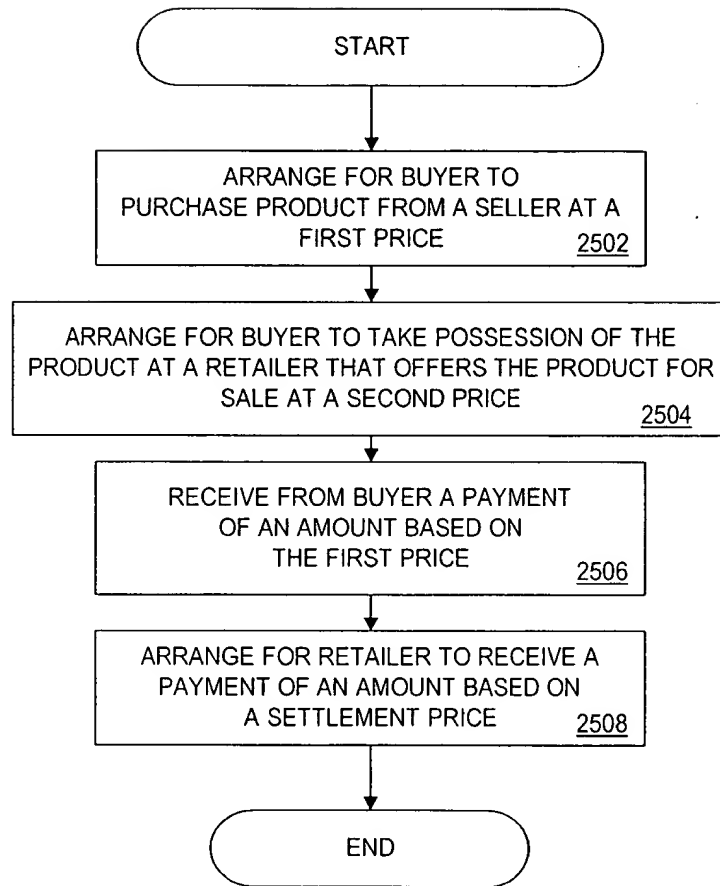 START
ARRANGE FOR BUYER TO
PURCHASE PRODUCT FROM A SELLER AT A
FIRST PRICE
2502
ARRANGE FOR BUYER TO TAKE POSSESSION OF THE
PRODUCT AT A RETAILER THAT OFFERS THE PRODUCT FOR
SALE AT A SECOND PRICE
2504
RECEIVE FROM BUYER A PAYMENT
OF AN AMOUNT BASED ON
THE FIRST PRICE
2506
ARRANGE FOR RETAILER TO RECEIVE A
PAYMENT OF AN AMOUNT BASED ON
A SETTLEMENT PRICE
2508
END